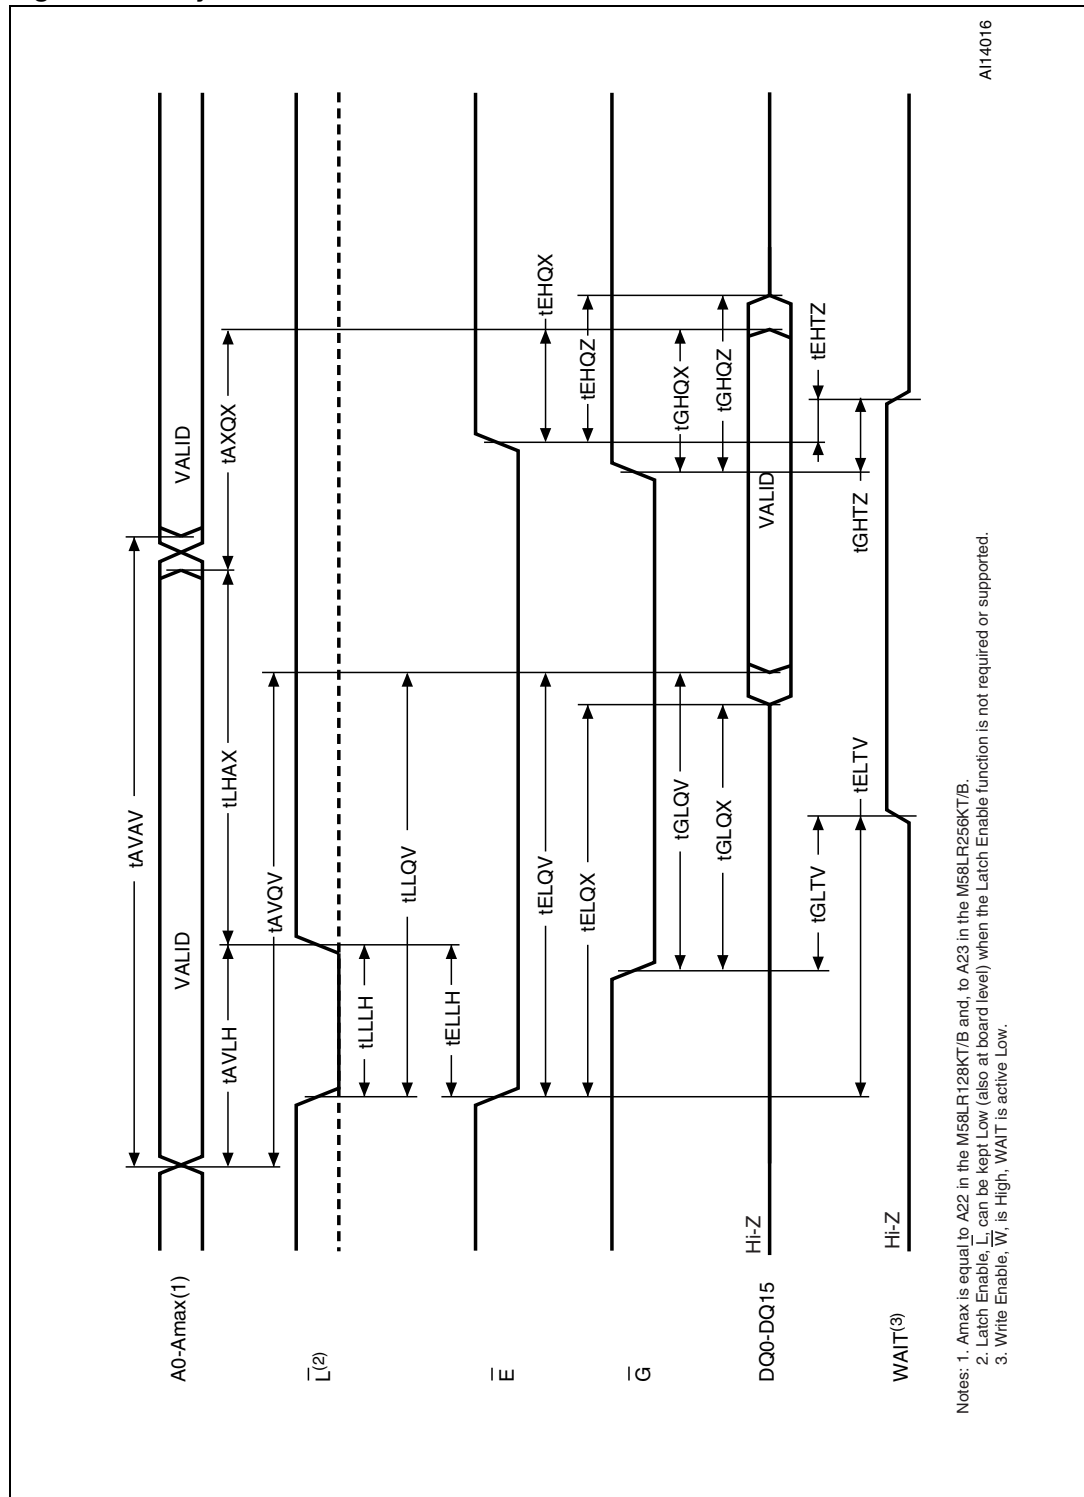 A0-Amax(1)
VALID
VALID
tAVAV
tAVLH
tLHAX
tAXQX
L(2)
tAVQV
tLLLH
tLLQV
tELLH
E
tELQV
tEHQX
tELQX
tEHQZ
G
tGLQV
tGHQX
tGLQX
tGHQZ
DQ0-DQ15
Hi-Z
VALID
tGLTV
tEHTZ
tELTV
tGHTZ
WAIT(3)
Hi-Z
Notes: 1. Amax is equal to A22 in the M58LR128KT/B and, to A23 in the M58LR256KT/B.
2. Latch Enable, L, can be kept Low (also at board level) when the Latch Enable function is not required or supported.
3. Write Enable, W, is High, WAIT is active Low.
AI14016